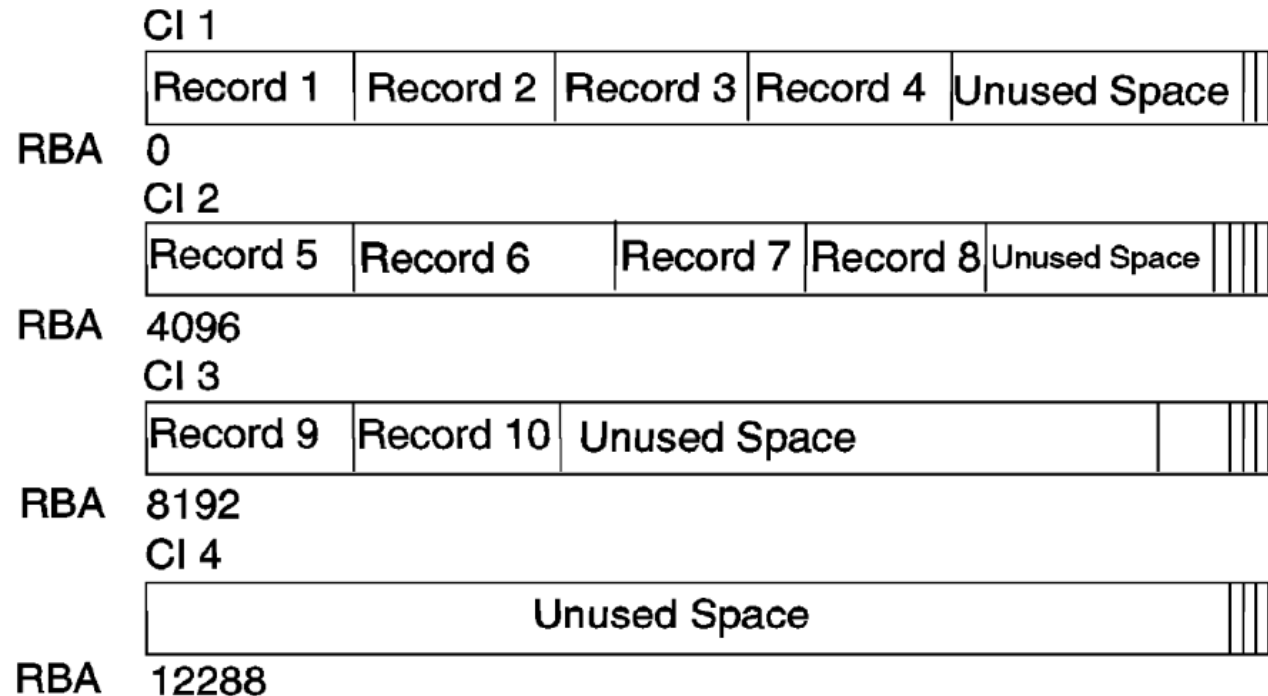 CI 1
Record 1 Record 2 Record 3 Record 4 Unused Space
RBA 0
CI 2
Record 5 Record 6 Record 7 Record 8 Unused Space
RBA 4096
CI 3
Record 9 Record 10 Unused Space
RBA 8192
CI 4
Unused Space
RBA 12288